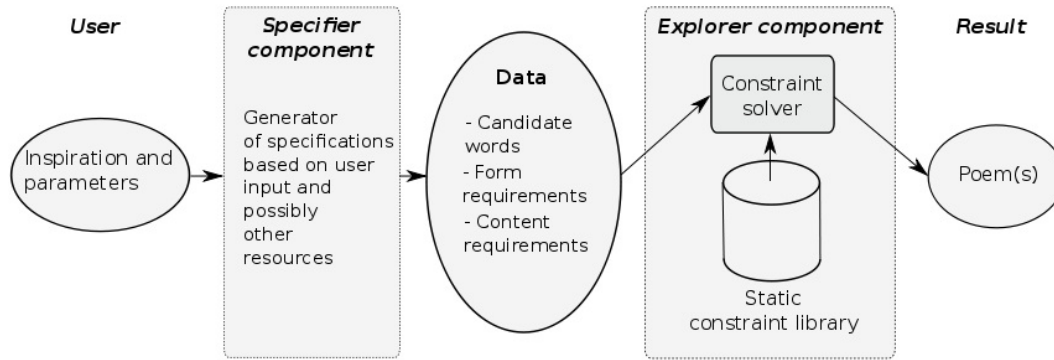 User
Specifier
component
Explorer component
Result
Inspiration and
parameters
Generator
of specifications
based on user
input and
possibly
other
resources
Data
- Candidate
words
- Form
requirements
- Content
requirements
Constraint
solver
Static
constraint library
Poem(s)